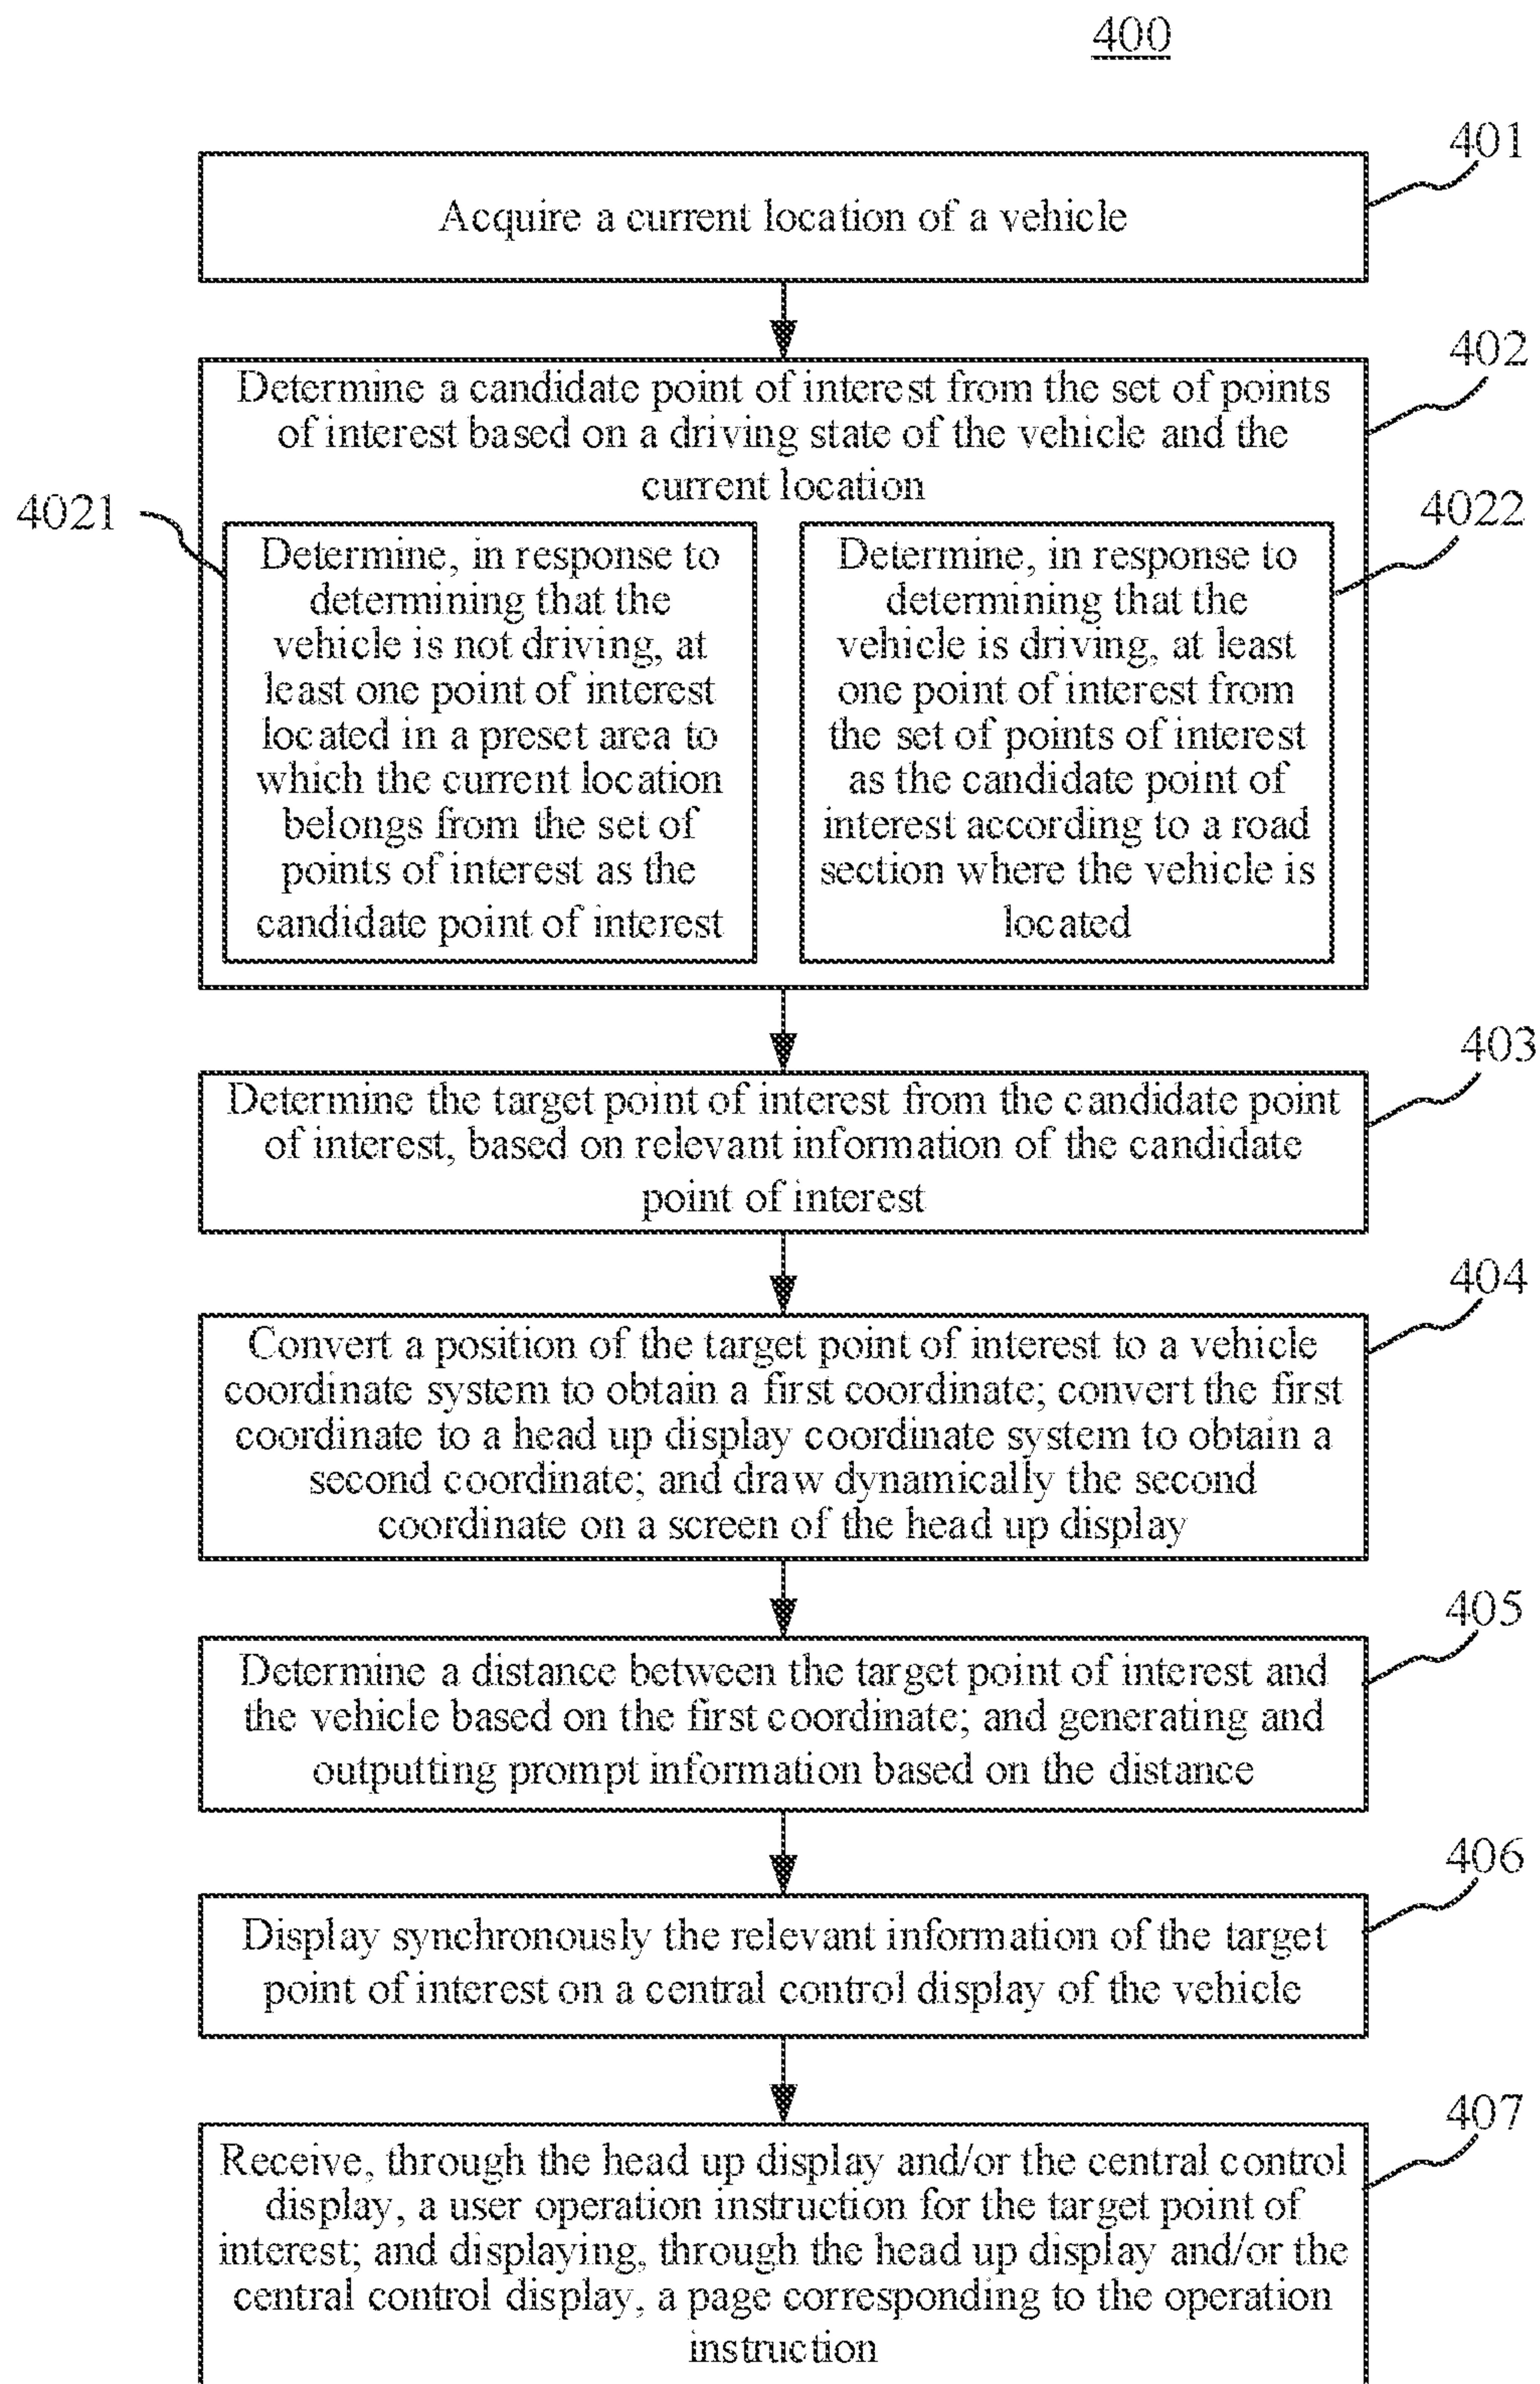 400
401
Acquire a current location of a vehicle
402
Determine a candidate point of interest from the set of points
of interest based on a driving state of the vehicle and the
current location
4021
Determine, in response to
determining that the
vehicle is not driving, at
least one point of interest
located in a preset area to
which the current location
belongs from the set of
points of interest as the
candidate point of interest
4022
Determine, in response to
determining that the
vehicle is driving, at least
one point of interest from
the set of points of interest
as the candidate point of
interest according to a road
section where the vehicle is
located
403
Determine the target point of interest from the candidate point
of interest, based on relevant information of the candidate
point of interest
404
Convert a position of the target point of interest to a vehicle
coordinate system to obtain a first coordinate; convert the first
coordinate to a head up display coordinate system to obtain a
second coordinate; and draw dynamically the second
coordinate on a screen of the head up display
405
Determine a distance between the target point of interest and
the vehicle based on the first coordinate; and generating and
outputting prompt information based on the distance
406
Display synchronously the relevant information of the target
point of interest on a central control display of the vehicle
407
Receive, through the head up display and/or the central control
display, a user operation instruction for the target point of
interest; and displaying, through the head up display and/or the
central control display, a page corresponding to the operation
instruction